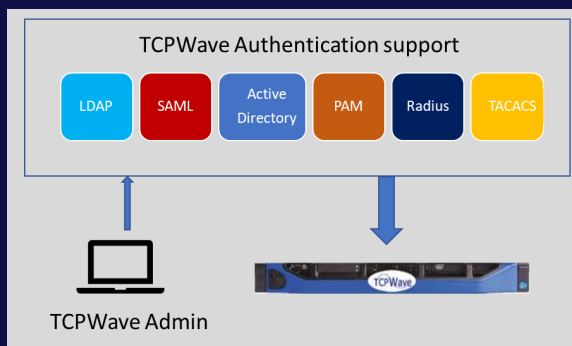 TCPWave Authentication support
LDAP
SAML
Active
Directory
PAM
Radius
TACACS
TCPWave
TCPWave Admin